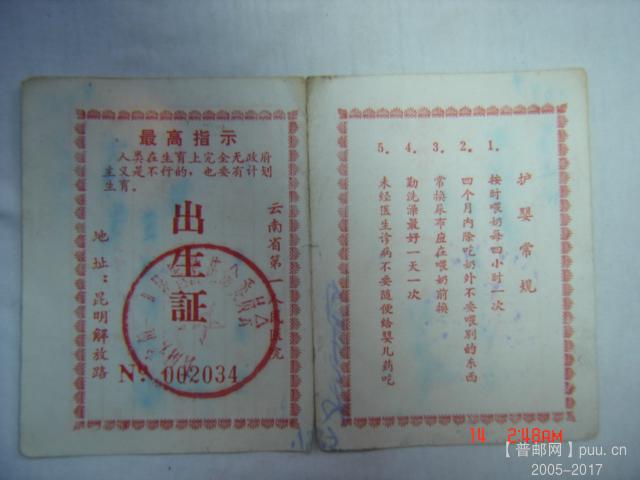 最高指示
人类在生育上完全无政府
主义是不行的，也要有计划
生育。
云南省第一人民医院
出生証
地址：昆明解放路
No. 002034
护婴常规
1. 按时喂奶每四小时一次
2. 四个月内除吃奶外不要喂别的东西
3. 常换尿布应在喂奶前换
4. 勤洗澡最好一天一次
5. 未经医生诊病不要随便给婴儿药吃
14 2:48AM
【普邮网】puu.cn
2005-2017